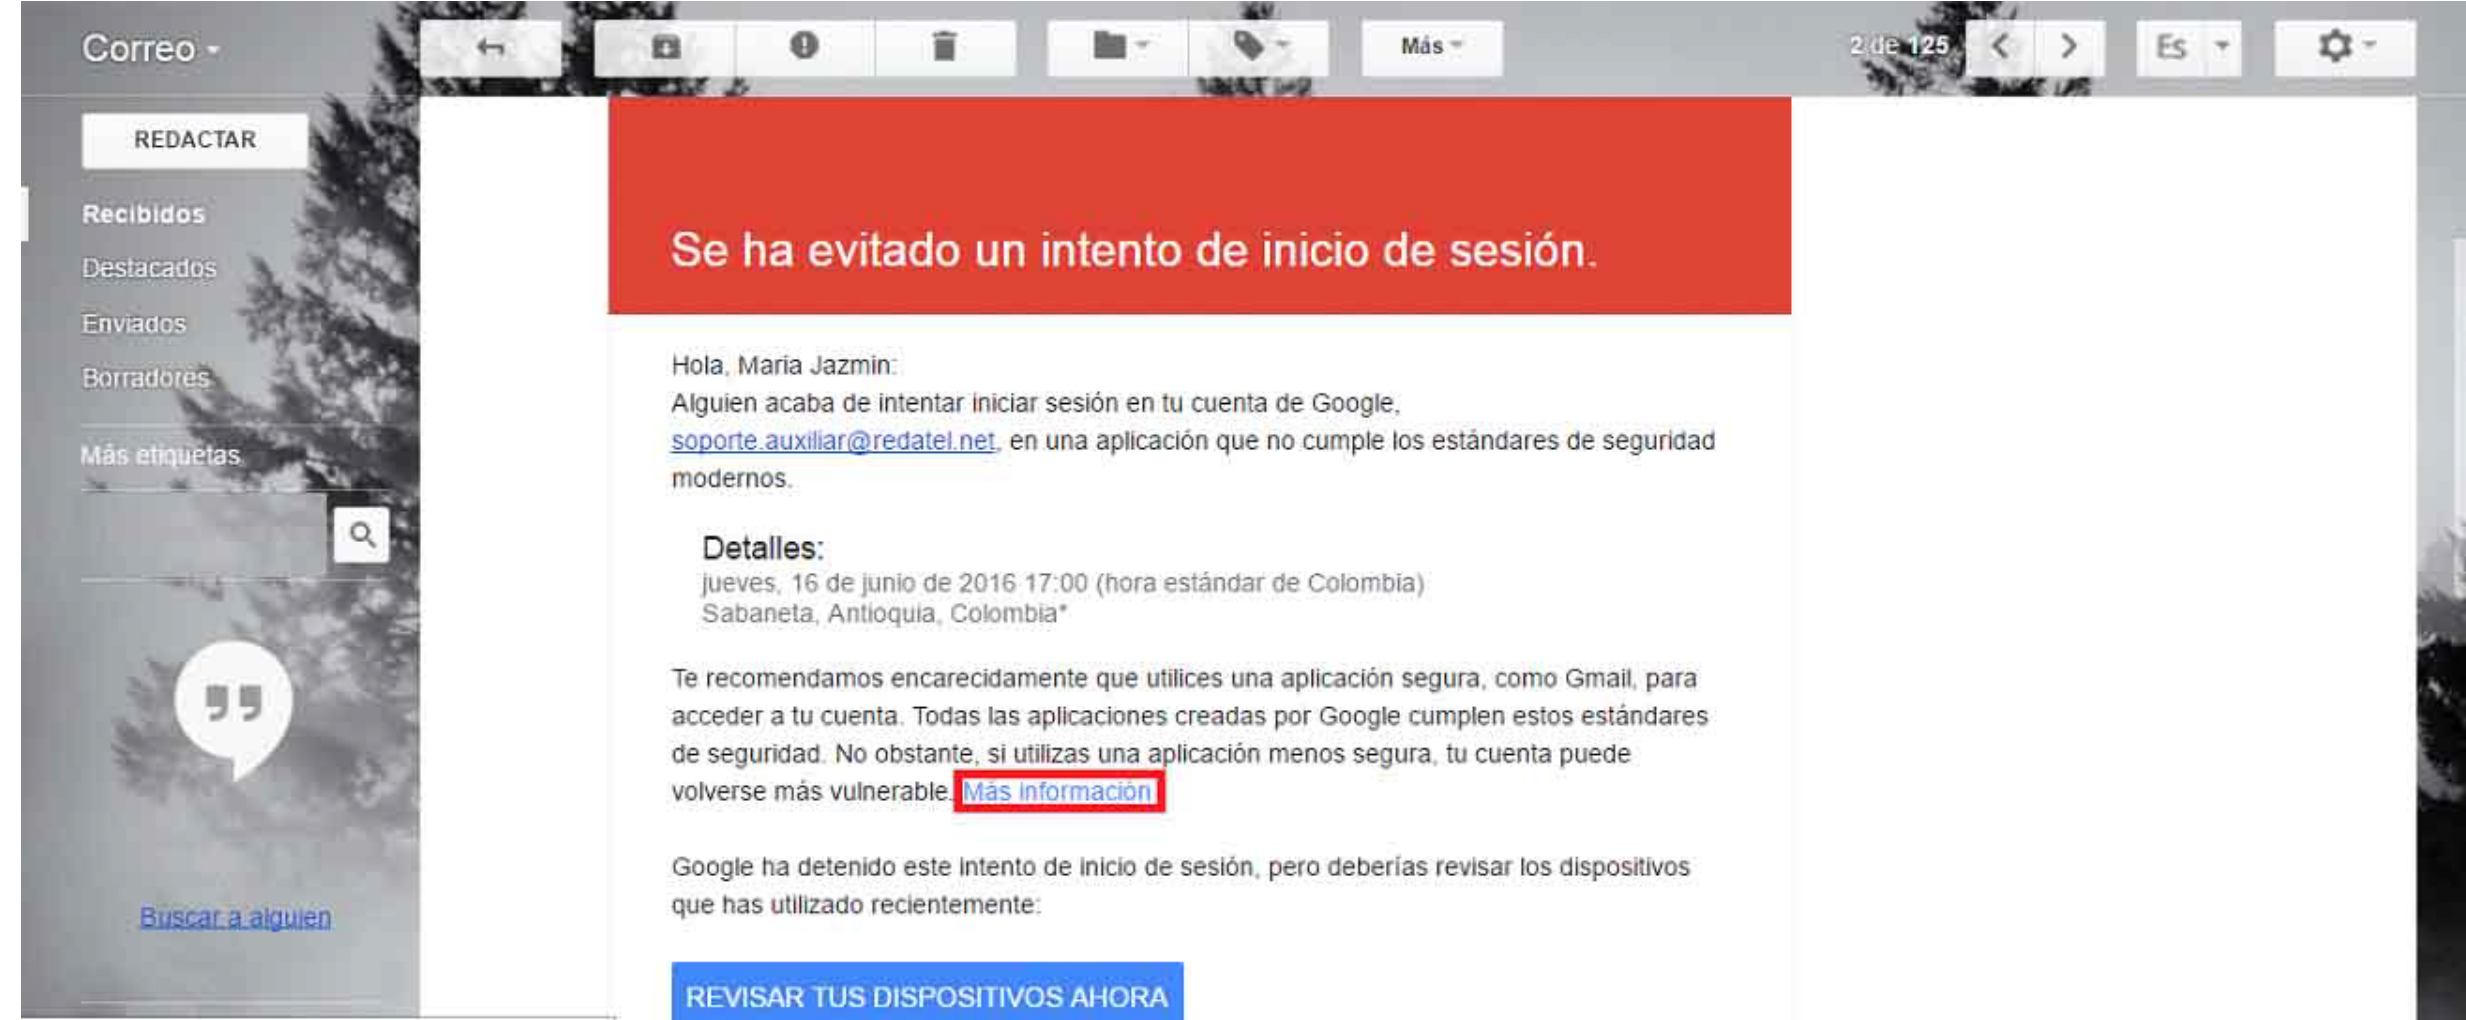 Correo
Más
2 de 125
Es
REDACTAR
Recibidos
Destacados
Enviados
Borradores
Más etiquetas
Buscar a alguien
Se ha evitado un intento de inicio de sesión.
Hola, Maria Jazmin:
Alguien acaba de intentar iniciar sesión en tu cuenta de Google,
soporte.auxiliar@redatel.net, en una aplicación que no cumple los estándares de seguridad
modernos.
Detalles:
jueves, 16 de junio de 2016 17:00 (hora estándar de Colombia)
Sabaneta, Antioquia, Colombia*
Te recomendamos encarecidamente que utilices una aplicación segura, como Gmail, para
acceder a tu cuenta. Todas las aplicaciones creadas por Google cumplen estos estándares
de seguridad. No obstante, si utilizas una aplicación menos segura, tu cuenta puede
volverse más vulnerable. Más información
Google ha detenido este intento de inicio de sesión, pero deberías revisar los dispositivos
que has utilizado recientemente:
REVISAR TUS DISPOSITIVOS AHORA